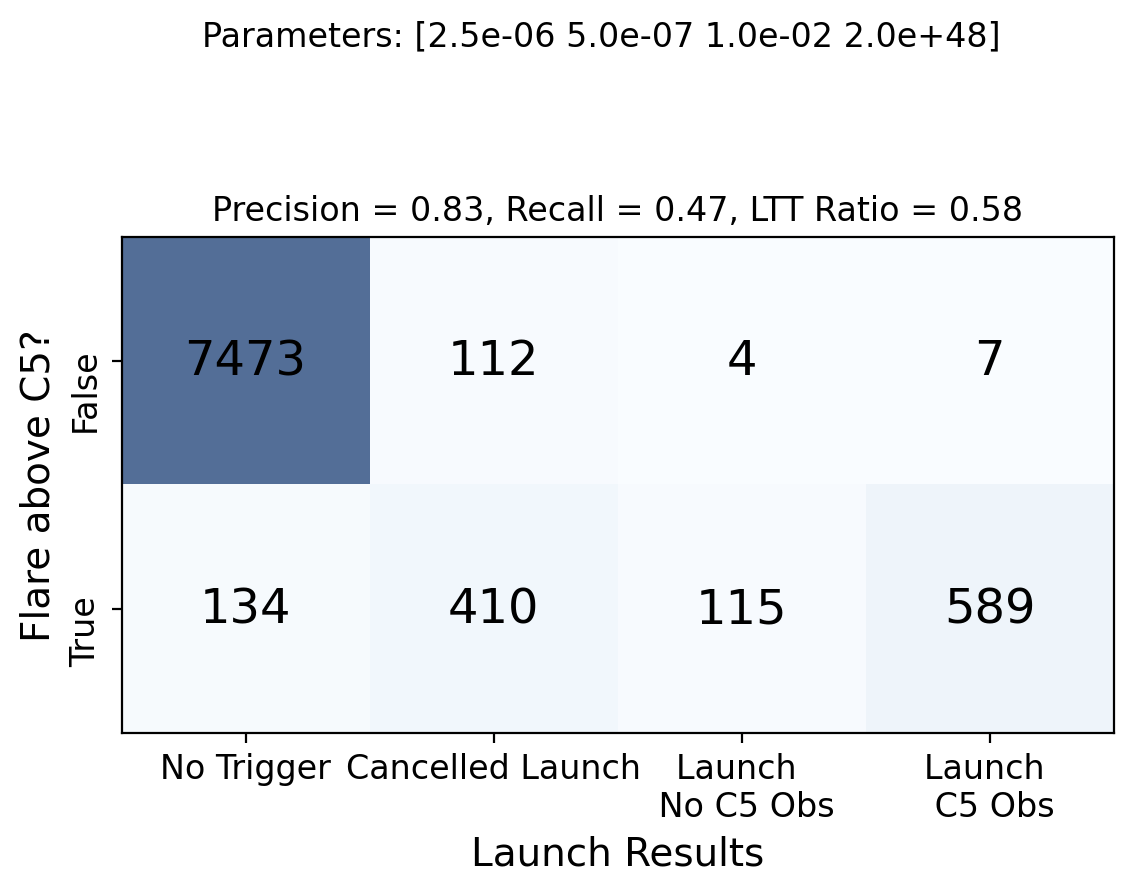 Parameters: [2.5e-06 5.0e-07 1.0e-02 2.0e+48]
Precision = 0.83, Recall = 0.47, LTT Ratio = 0.58
Flare above C5?
False
7473 112 4 7
True
134 410 115 589
No Trigger Cancelled Launch Launch Launch
No C5 Obs C5 Obs
Launch Results